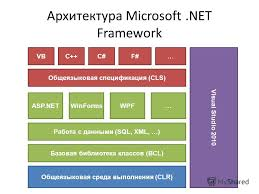 Архитектура Microsoft .NET
Framework
VB
C++
C#
F#
...
Общеязыковая спецификация (CLS)
ASP.NET
WinForms
WPF
...
Работа с данными (SQL, XML, ...)
Базовая библиотека классов (BCL)
Общеязыковая среда выполнения (CLR)
Visual Studio 2010
MyShared